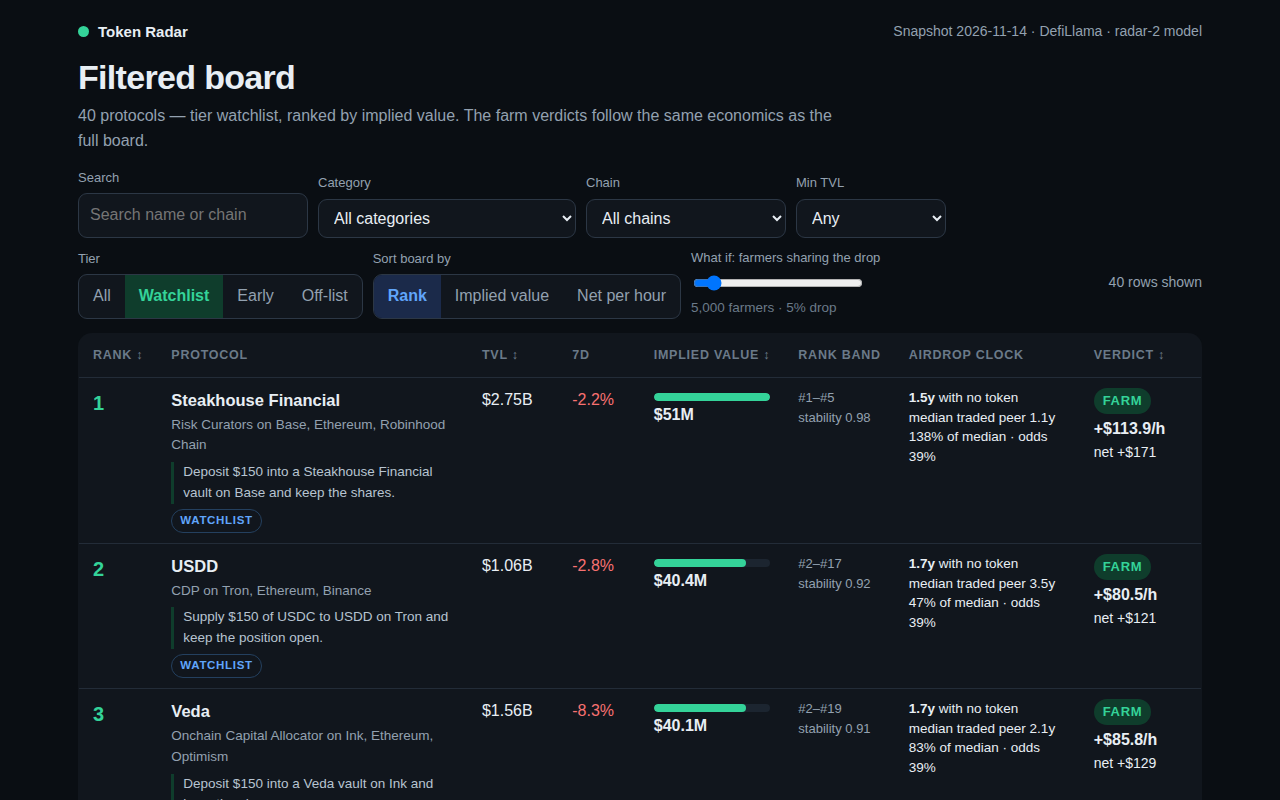 Token Radar
Snapshot 2026-11-14 · DefiLlama · radar-2 model
Filtered board
40 protocols — tier watchlist, ranked by implied value. The farm verdicts follow the same economics as the
full board.
Search
Category
Chain
Min TVL
Search name or chain
All categories
All chains
Any
Tier
Sort board by
What if: farmers sharing the drop
All
Watchlist
Early
Off-list
Rank
Implied value
Net per hour
5,000 farmers · 5% drop
40 rows shown
RANK ↕
PROTOCOL
TVL ↕
7D
IMPLIED VALUE ↕
RANK BAND
AIRDROP CLOCK
VERDICT ↕
1
Steakhouse Financial
Risk Curators on Base, Ethereum, Robinhood
Chain
Deposit $150 into a Steakhouse Financial
vault on Base and keep the shares.
WATCHLIST
$2.75B
-2.2%
$51M
#1–#5
stability 0.98
1.5y with no token
median traded peer 1.1y
138% of median · odds
39%
FARM
+$113.9/h
net +$171
2
USDD
CDP on Tron, Ethereum, Binance
Supply $150 of USDC to USDD on Tron and
keep the position open.
WATCHLIST
$1.06B
-2.8%
$40.4M
#2–#17
stability 0.92
1.7y with no token
median traded peer 3.5y
47% of median · odds
39%
FARM
+$80.5/h
net +$121
3
Veda
Onchain Capital Allocator on Ink, Ethereum,
Optimism
Deposit $150 into a Veda vault on Ink and
$1.56B
-8.3%
$40.1M
#2–#19
stability 0.91
1.7y with no token
median traded peer 2.1y
83% of median · odds
39%
FARM
+$85.8/h
net +$129